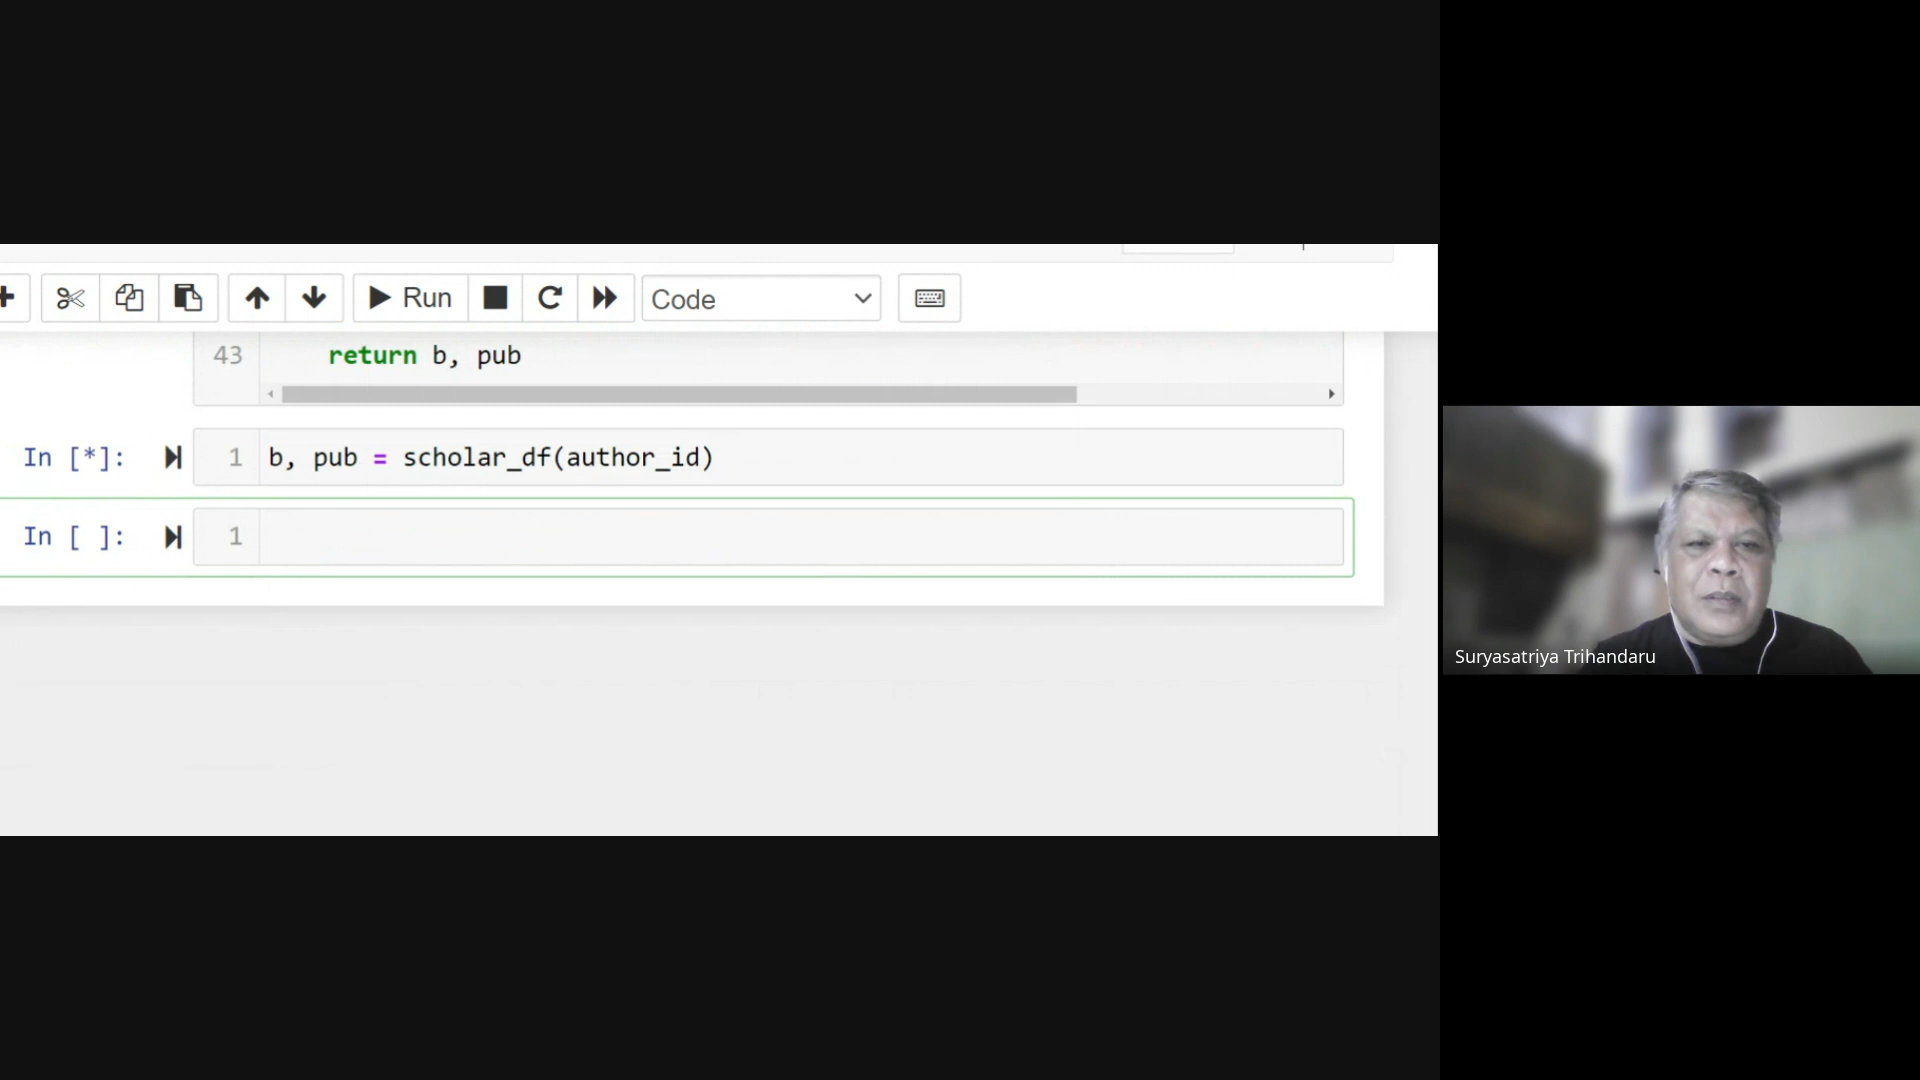 Run
Code
43 return b, pub
In [*]: 1 b, pub = scholar_df(author_id)
In [ ]: 1
Suryasatriya Trihandaru